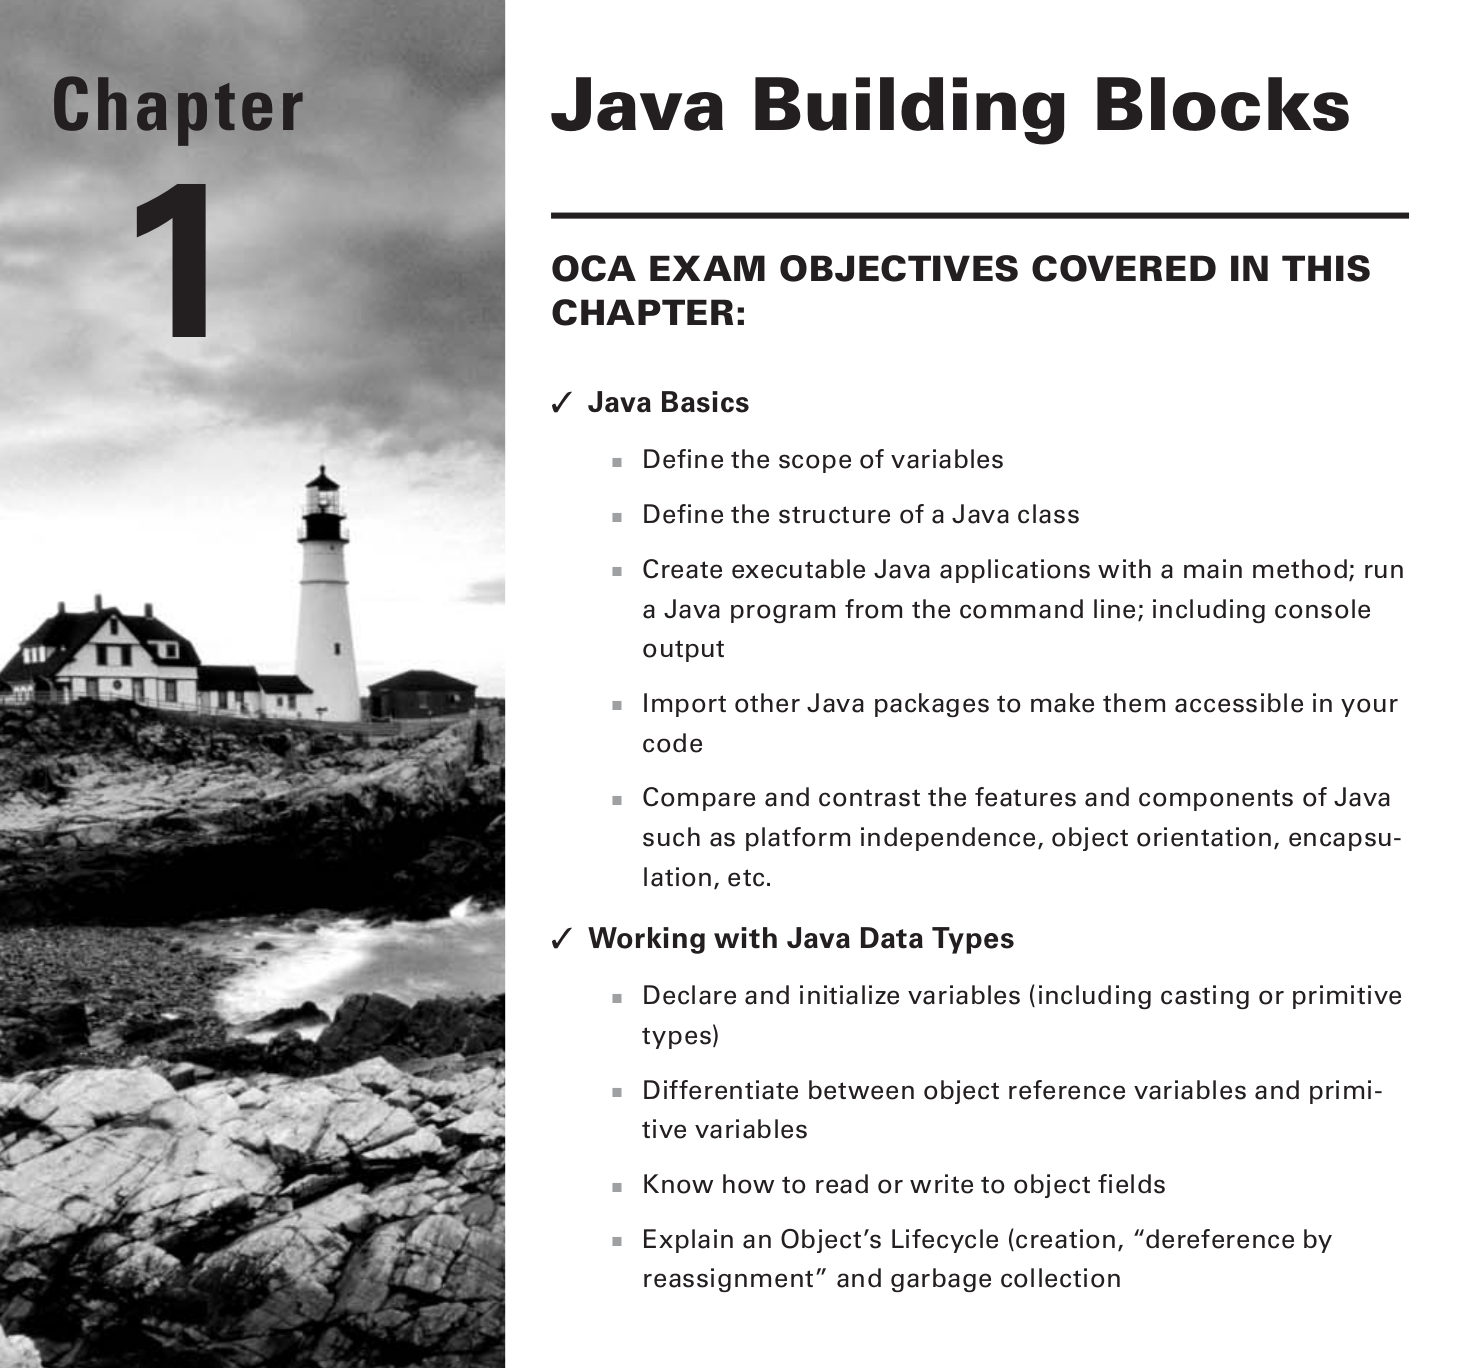 Chapter
1
Java Building Blocks
OCA EXAM OBJECTIVES COVERED IN THIS
CHAPTER:
✓ Java Basics
■ Define the scope of variables
■ Define the structure of a Java class
■ Create executable Java applications with a main method; run
a Java program from the command line; including console
output
■ Import other Java packages to make them accessible in your
code
■ Compare and contrast the features and components of Java
such as platform independence, object orientation, encapsu-
lation, etc.
✓ Working with Java Data Types
■ Declare and initialize variables (including casting or primitive
types)
■ Differentiate between object reference variables and primi-
tive variables
■ Know how to read or write to object fields
■ Explain an Object’s Lifecycle (creation, “dereference by
reassignment” and garbage collection